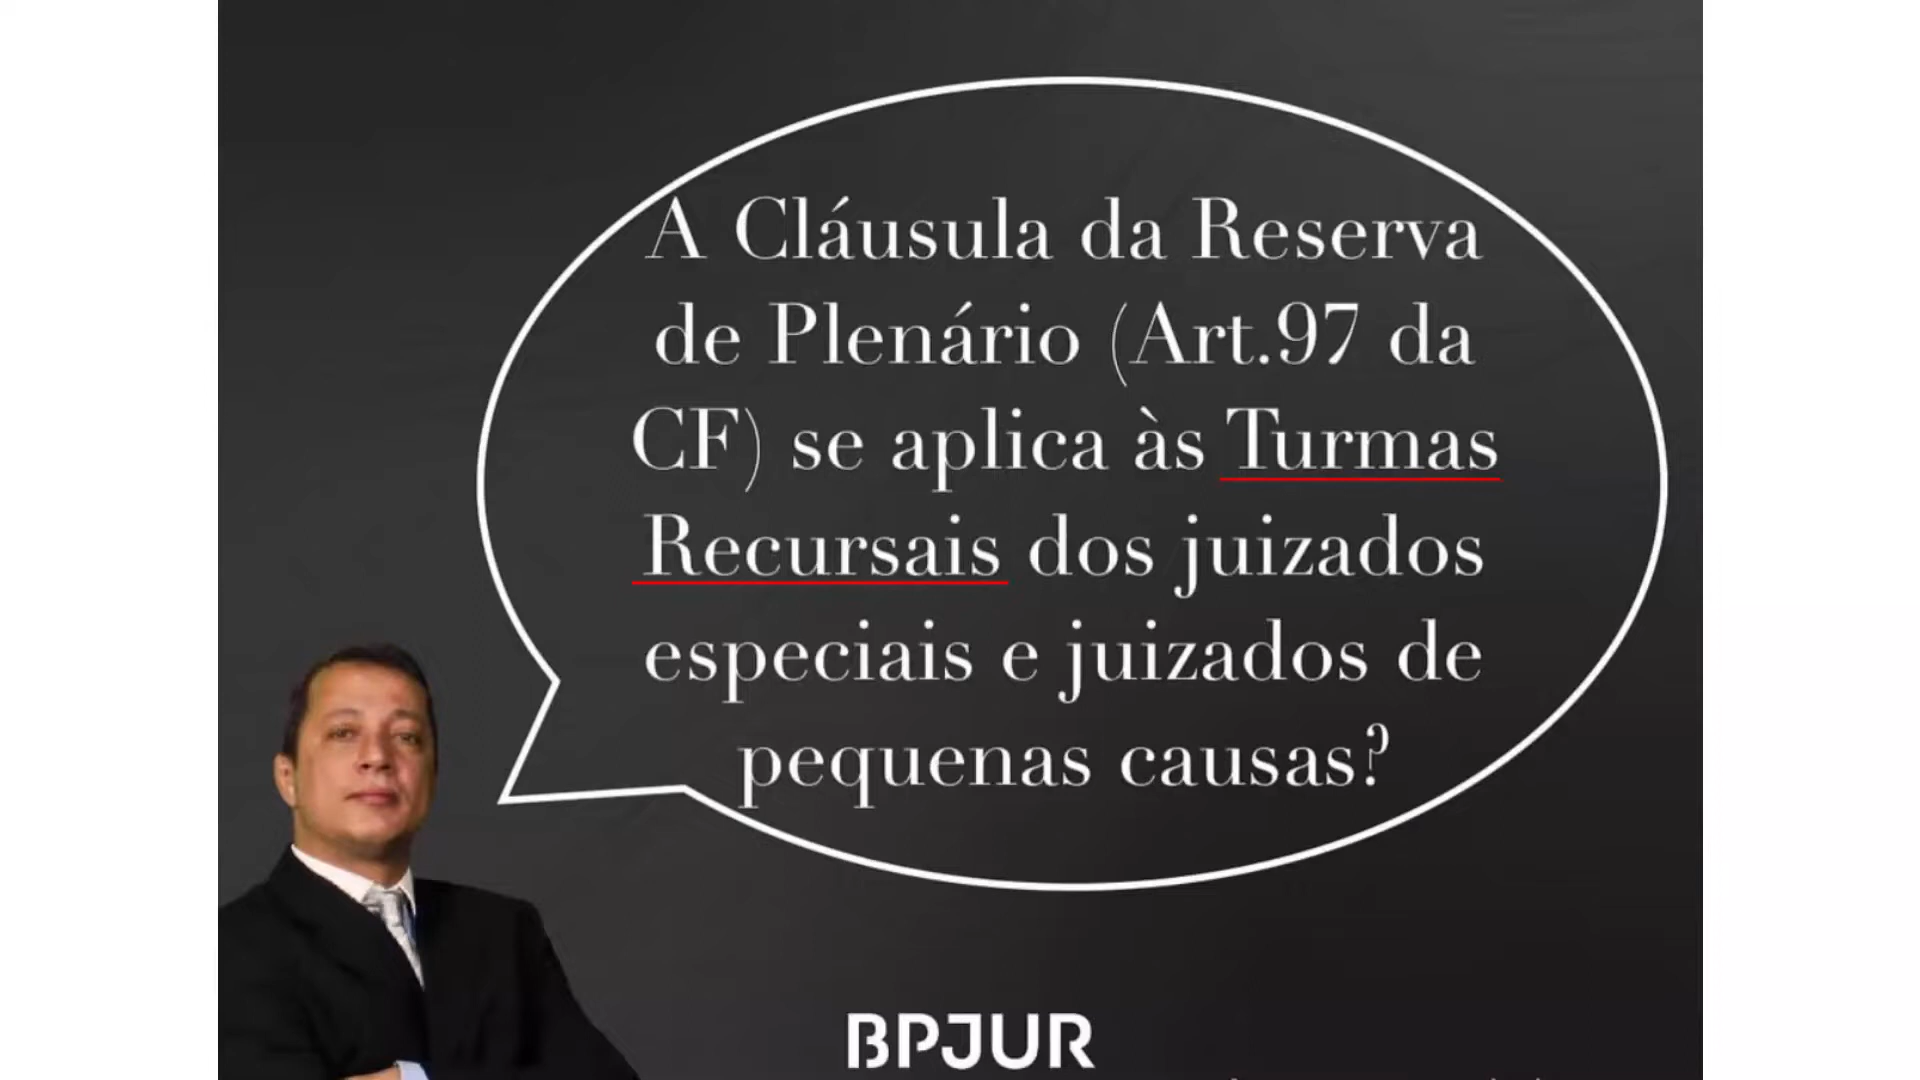 A Cláusula da Reserva
de Plenário (Art.97 da
CF) se aplica às Turmas
Recursais dos juizados
especiais e juizados de
pequenas causas?
BPJUR